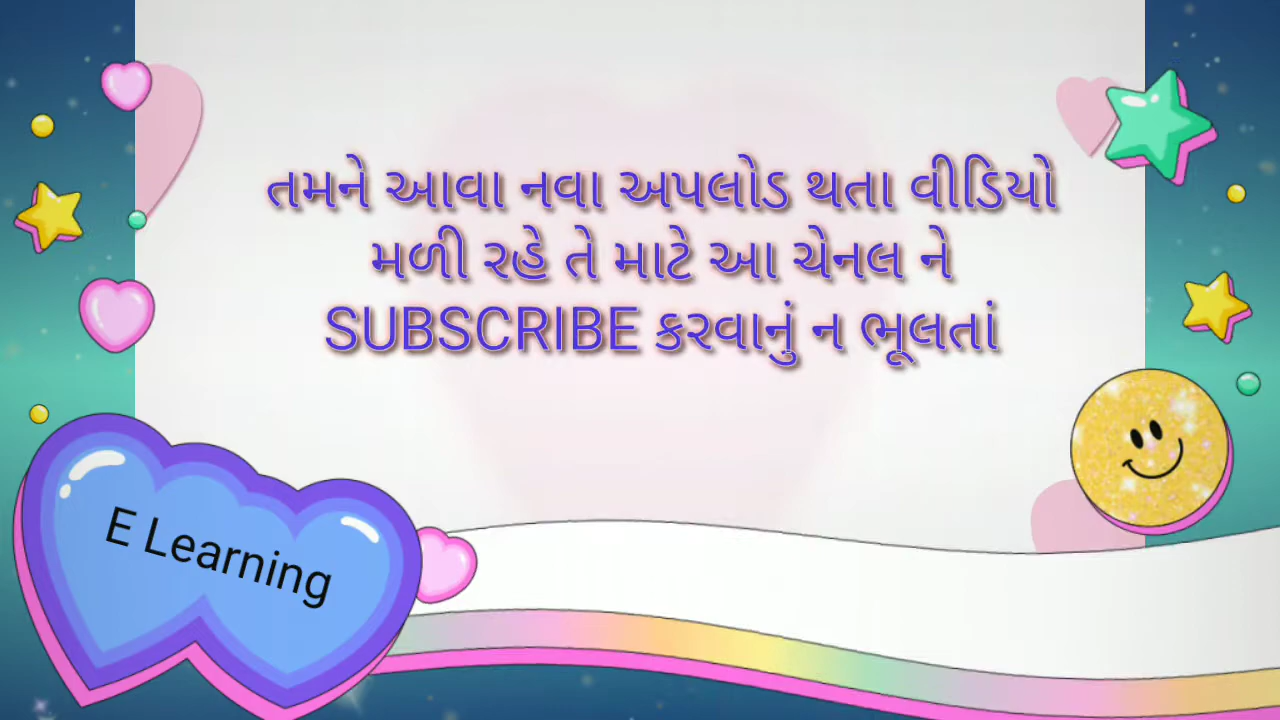 તમને આવા નવા અપલોડ થતા વીડિયો
મળી રહે તે માટે આ ચેનલ ને
SUBSCRIBE કરવાનું ન ભૂલતાં
E Learning